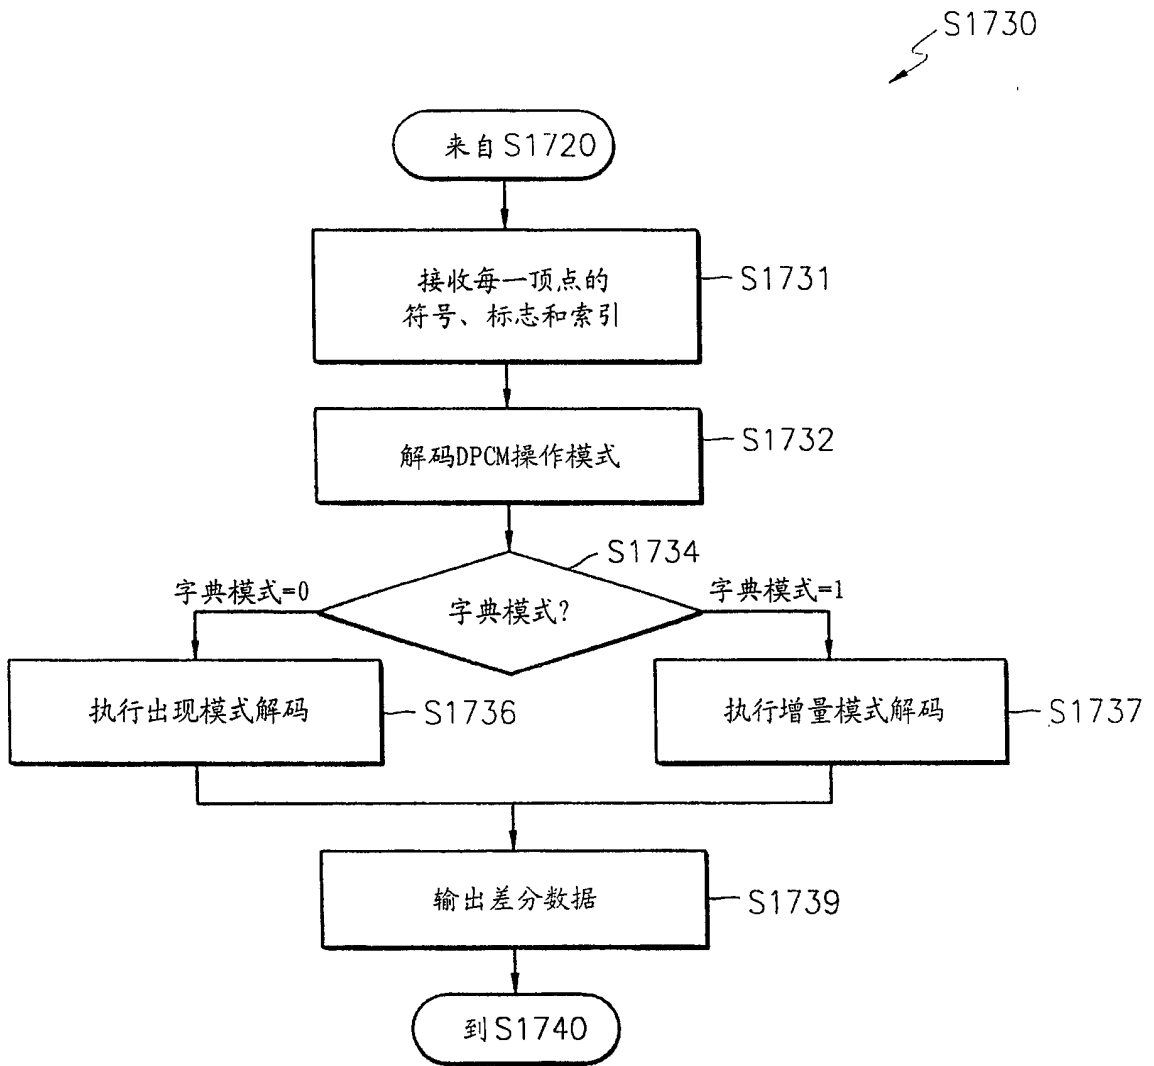 S1730
来自S1720
接收每一顶点的
符号、标志和索引
S1731
解码DPCM操作模式
S1732
S1734
字典模式=0
字典模式?
字典模式=1
执行出现模式解码
S1736
执行增量模式解码
S1737
输出差分数据
S1739
到S1740